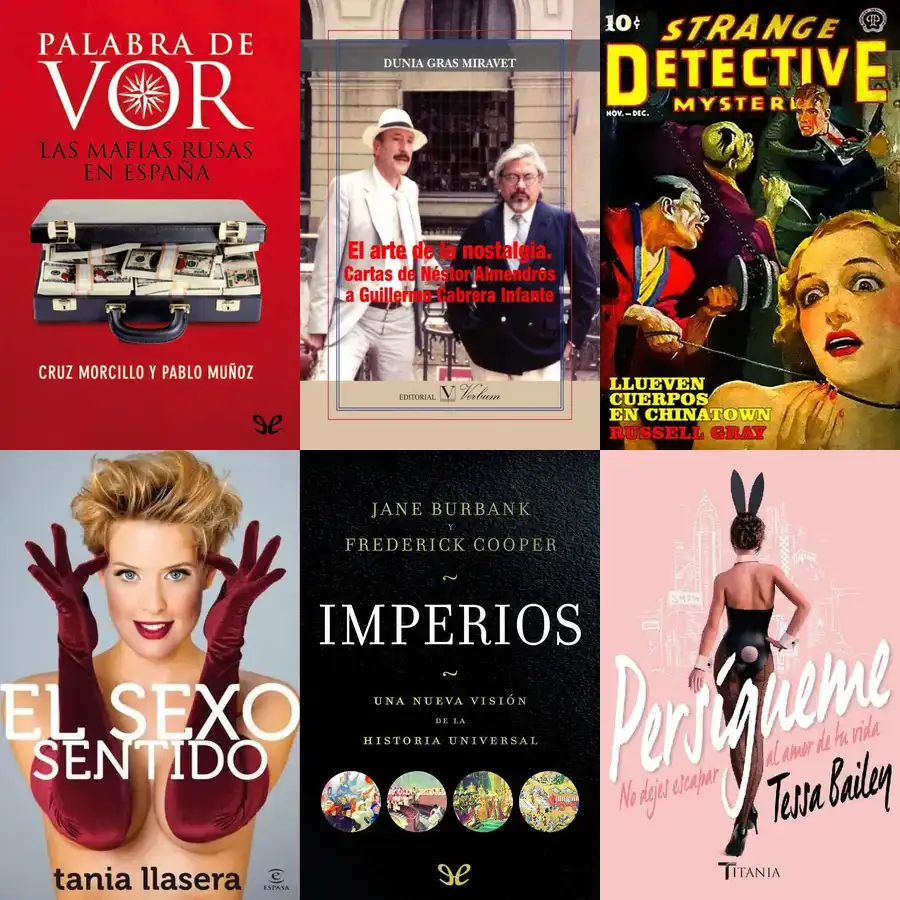 PALABRA DE
VOR
LAS MAFIAS RUSAS
EN ESPAÑA
CRUZ MORCILLO Y PABLO MUÑOZ
DUNIA GRAS MIRAVET
El arte de la nostalgia.
Cartas de Néstor Almendros
a Guillermo Cabrera Infante
EDITORIAL V Verbum
10¢
STRANGE
DETECTIVE
MYSTERI
NOV.—DEC.
LLUEVEN
CUERPOS
EN CHINATOWN
RUSSELL GRAY
EL SEXO
SENTIDO
tania llasera
ESPASA
JANE BURBANK
Y
FREDERICK COOPER
~
IMPERIOS
~
UNA NUEVA VISIÓN
DE LA
HISTORIA UNIVERSAL
SHOW
Persígueme
No dejes escapar
al amor de tu vida
Tessa Bailey
TITANIA